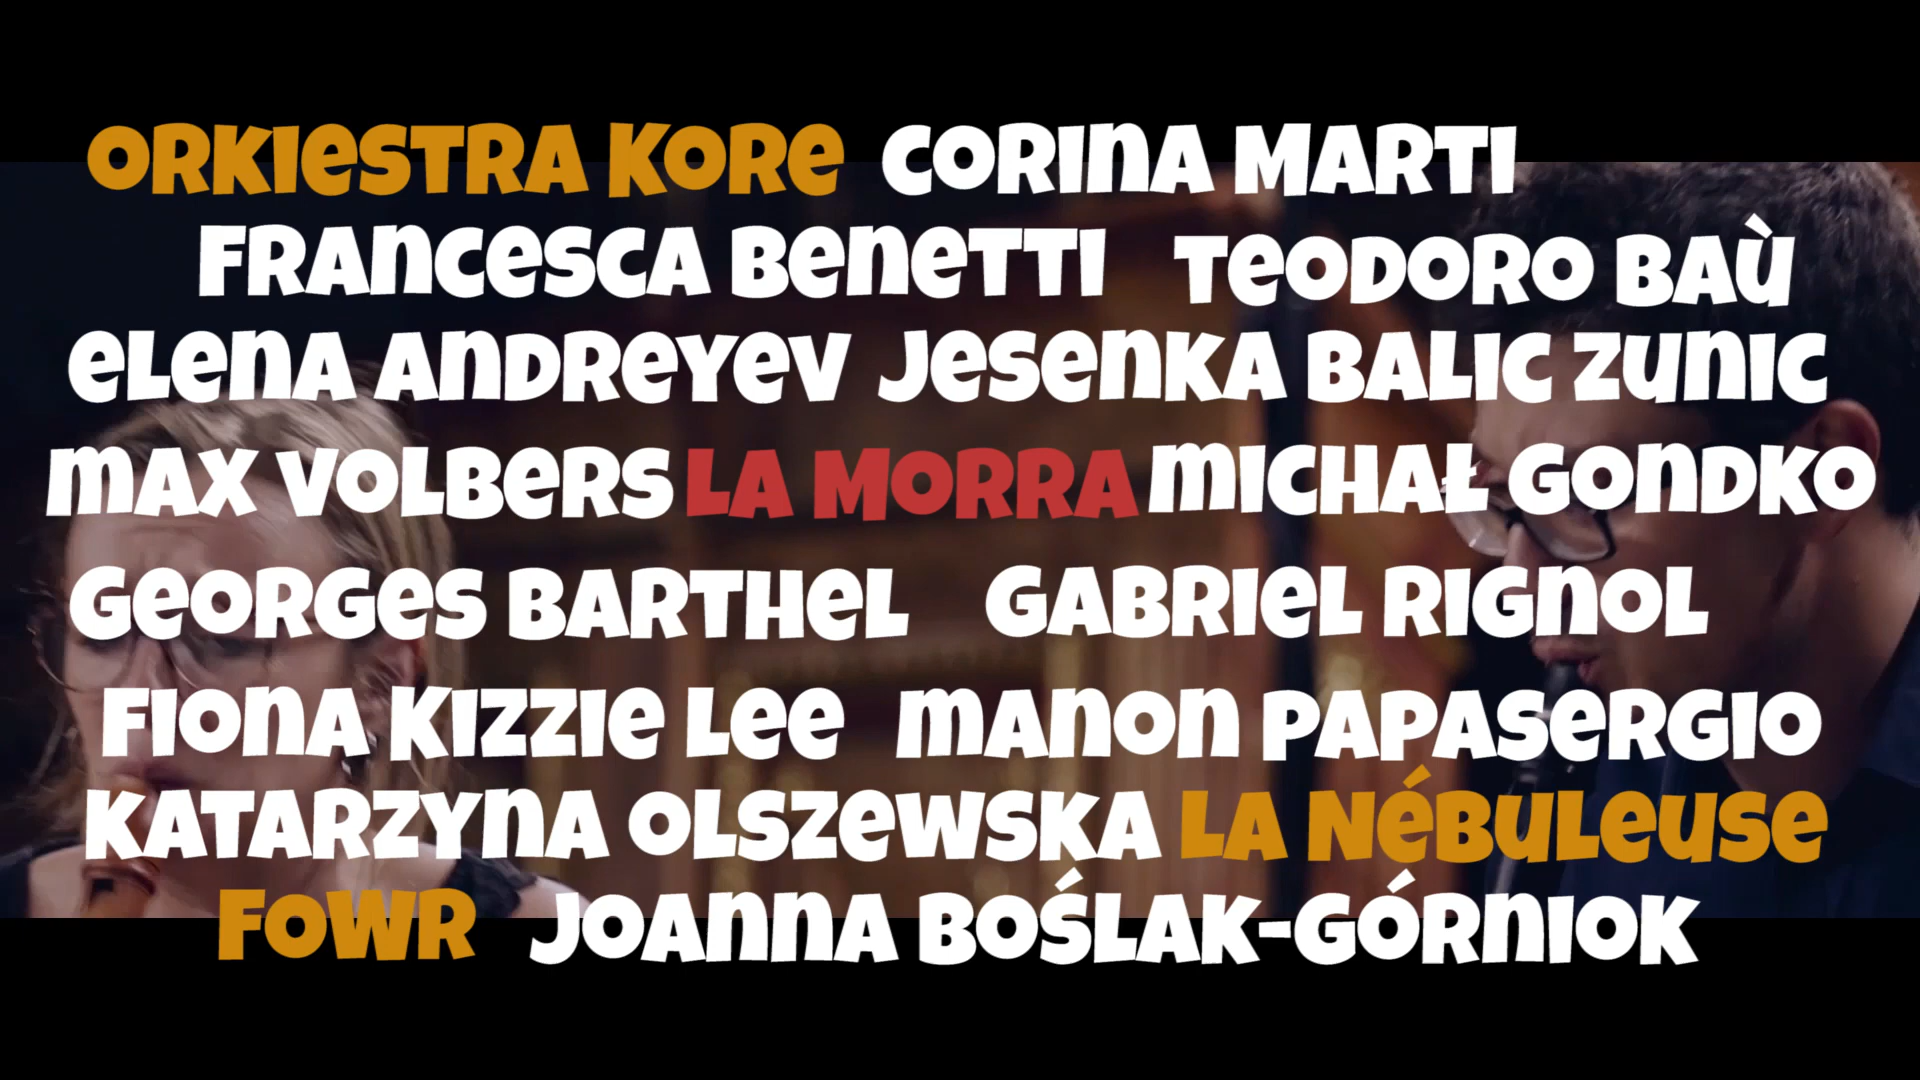 ORKIESTRA KORE CORINA MARTI
FRANCESCA BENETTI TEODORO BAÙ
ELENA ANDREYEV JESENKA BALIC ZUNIC
MAX VOLBERS LA MORRA MICHAŁ GONDKO
GEORGES BARTHEL GABRIEL RIGNOL
FIONA KIZZIE LEE MANON PAPASERGIO
KATARZYNA OLSZEWSKA LA NÉBULEUSE
FOWR JOANNA BOŚLAK-GÓRNIOK